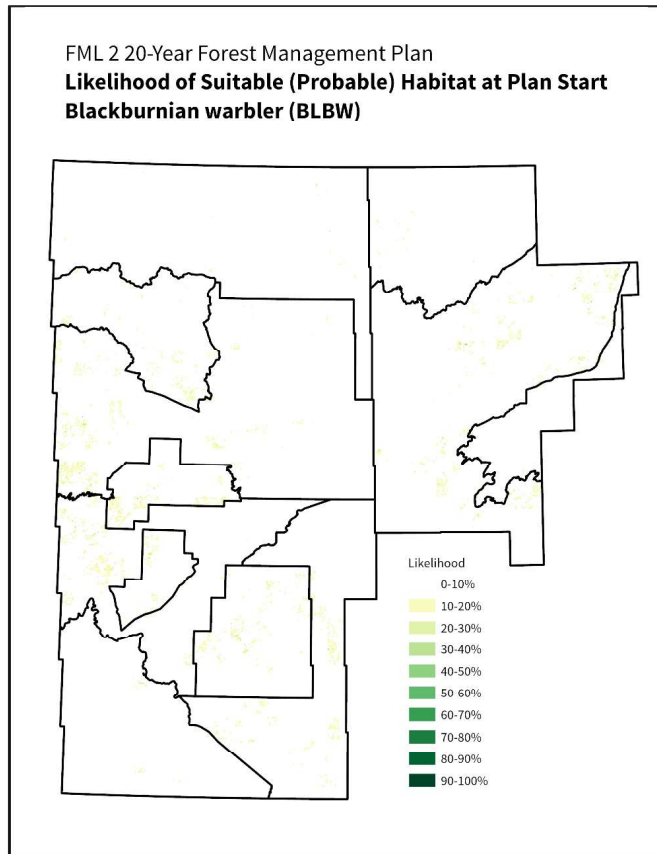 FML 2 20-Year Forest Management Plan
Likelihood of Suitable (Probable) Habitat at Plan Start
Blackburnian warbler (BLBW)
Likelihood
0-10%
10-20%
20-30%
30-40%
40-50%
50-60%
60-70%
70-80%
80-90%
90-100%